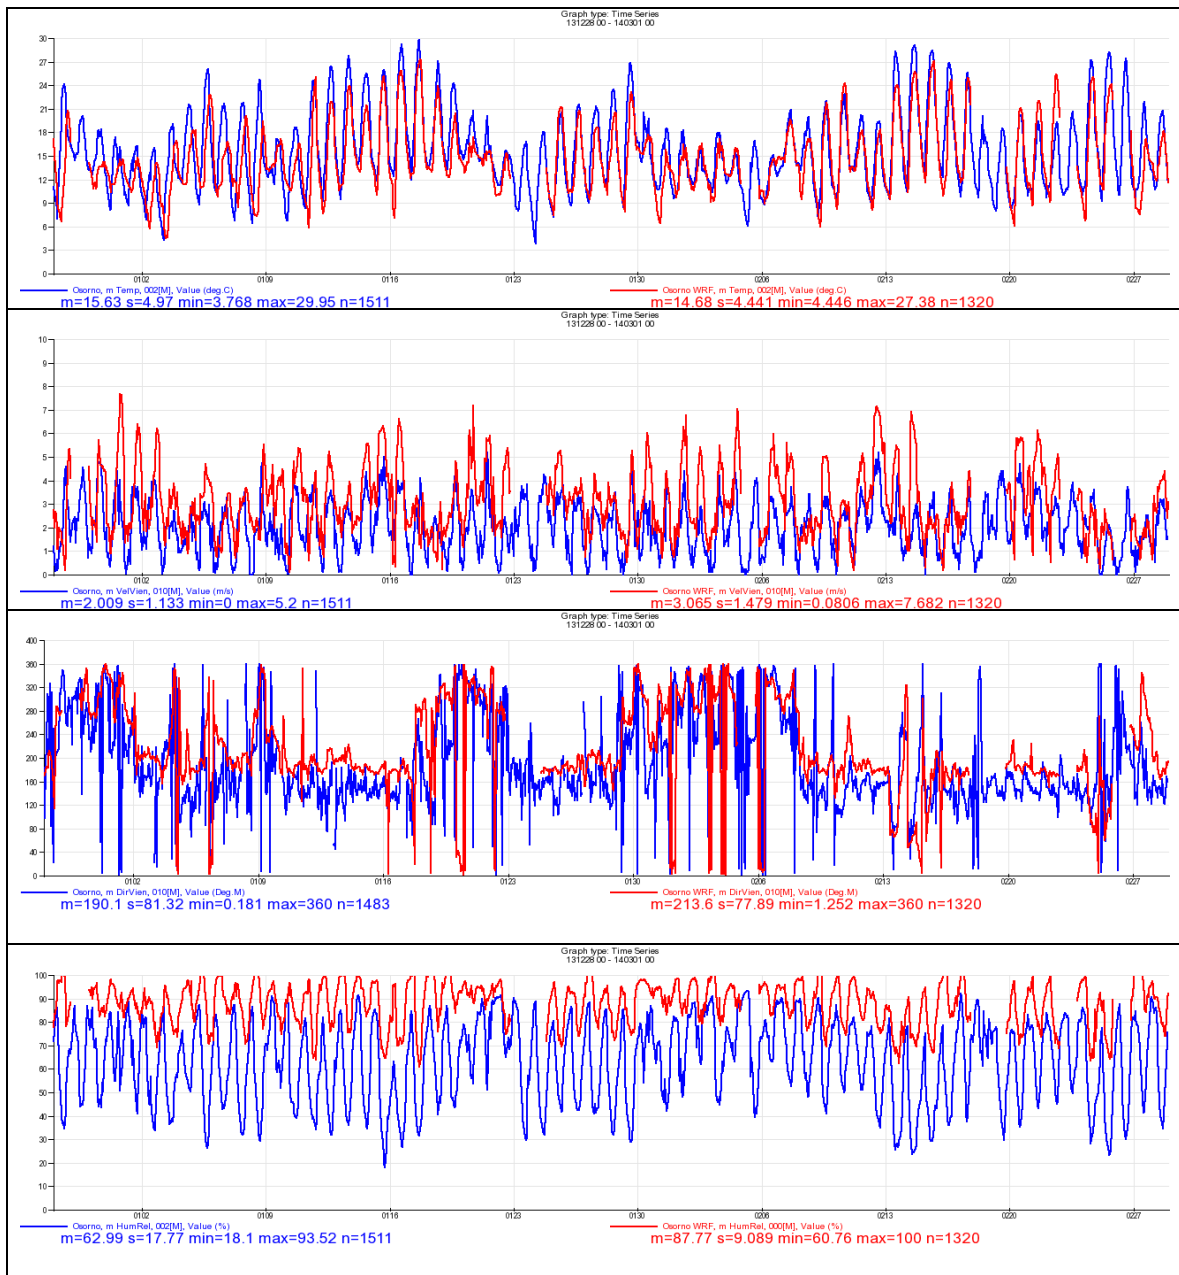 Graph type: Time Series
131228 00 - 140301 00
30
27
24
21
18
15
12
9
6
3
0
0102 0109 0116 0123 0130 0206 0213 0220 0227
Osorno, m Temp, 002[M], Value (deg.C) Osorno WRF, m Temp, 002[M], Value (deg.C)
m=15.63 s=4.97 min=3.768 max=29.95 n=1511 m=14.68 s=4.441 min=4.446 max=27.38 n=1320
Graph type: Time Series
131228 00 - 140301 00
10
9
8
7
6
5
4
3
2
1
0
0102 0109 0116 0123 0130 0206 0213 0220 0227
Osorno, m VelVien, 010[M], Value (m/s) Osorno WRF, m VelVien, 010[M], Value (m/s)
m=2.009 s=1.133 min=0 max=5.2 n=1511 m=3.065 s=1.479 min=0.0806 max=7.682 n=1320
Graph type: Time Series
131228 00 - 140301 00
400
360
320
280
240
200
160
120
80
40
0
0102 0109 0116 0123 0130 0206 0213 0220 0227
Osorno, m DirVien, 010[M], Value (Deg.M) Osorno WRF, m DirVien, 010[M], Value (Deg.M)
m=190.1 s=81.32 min=0.181 max=360 n=1483 m=213.6 s=77.89 min=1.252 max=360 n=1320
Graph type: Time Series
131228 00 - 140301 00
100
90
80
70
60
50
40
30
20
10
0
0102 0109 0116 0123 0130 0206 0213 0220 0227
Osorno, m HumRel, 002[M], Value (%) Osorno WRF, m HumRel, 000[M], Value (%)
m=62.99 s=17.77 min=18.1 max=93.52 n=1511 m=87.77 s=9.089 min=60.76 max=100 n=1320